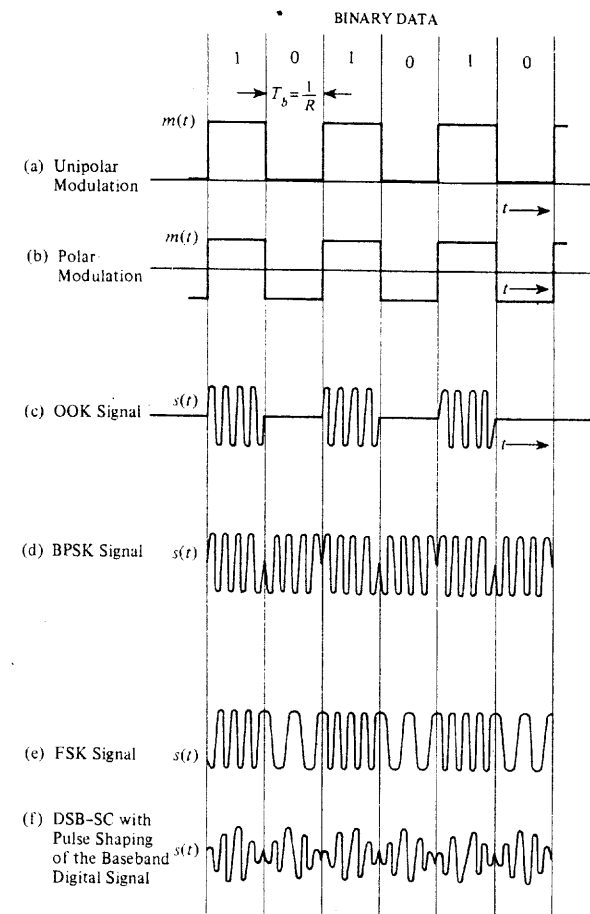 BINARY DATA
1 0 1 0 1 0
T_b = 1/R
m(t)
(a) Unipolar
Modulation
t
m(t)
(b) Polar
Modulation
t
s(t)
(c) OOK Signal
t
(d) BPSK Signal s(t)
(e) FSK Signal s(t)
(f) DSB-SC with
Pulse Shaping
of the Baseband s(t)
Digital Signal